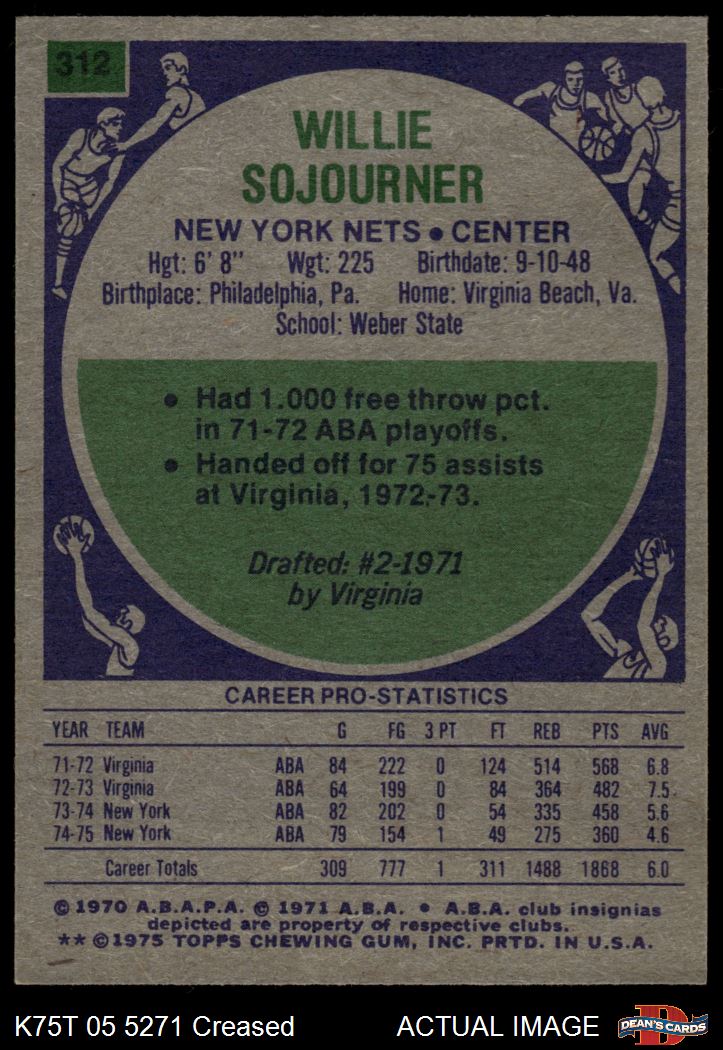 312
WILLIE
SOJOURNER
NEW YORK NETS • CENTER
Hgt: 6' 8" Wgt: 225 Birthdate: 9-10-48
Birthplace: Philadelphia, Pa. Home: Virginia Beach, Va.
School: Weber State
• Had 1.000 free throw pct.
in 71-72 ABA playoffs.
• Handed off for 75 assists
at Virginia, 1972-73.
Drafted: #2-1971
by Virginia
CAREER PRO-STATISTICS
YEAR TEAM G FG 3 PT FT REB PTS AVG
71-72 Virginia ABA 84 222 0 124 514 568 6.8
72-73 Virginia ABA 64 199 0 84 364 482 7.5
73-74 New York ABA 82 202 0 54 335 458 5.6
74-75 New York ABA 79 154 1 49 275 360 4.6
Career Totals 309 777 1 311 1488 1868 6.0
© 1970 A.B.A.P.A. © 1971 A.B.A. • A.B.A. club insignias
depicted are property of respective clubs.
** ©1975 TOPPS CHEWING GUM, INC. PRTD. IN U.S.A.
K75T 05 5271 Creased ACTUAL IMAGE
D
DEAN'S CARDS